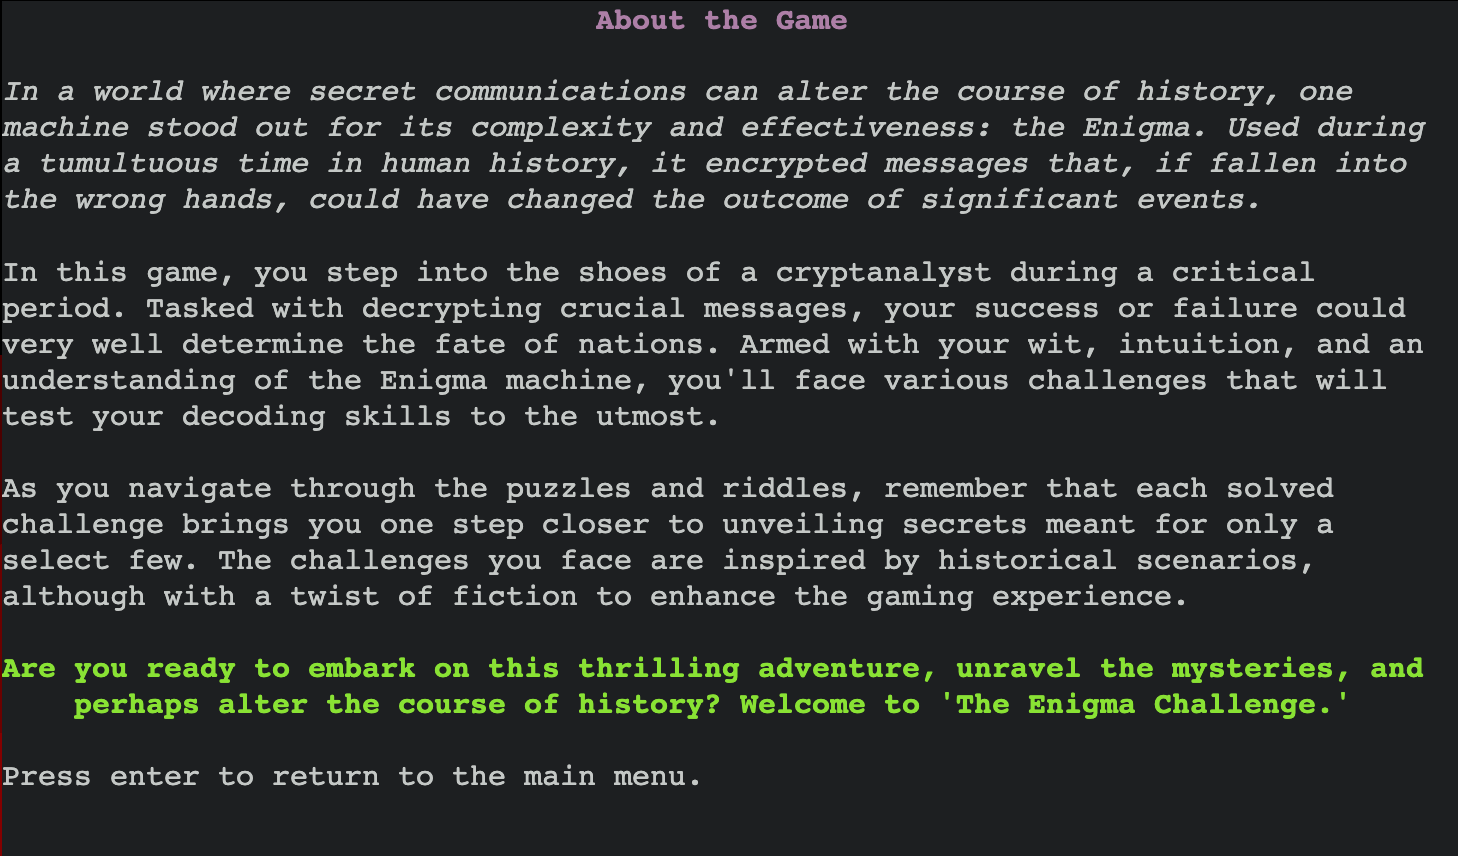 About the Game
In a world where secret communications can alter the course of history, one
machine stood out for its complexity and effectiveness: the Enigma. Used during
a tumultuous time in human history, it encrypted messages that, if fallen into
the wrong hands, could have changed the outcome of significant events.
In this game, you step into the shoes of a cryptanalyst during a critical
period. Tasked with decrypting crucial messages, your success or failure could
very well determine the fate of nations. Armed with your wit, intuition, and an
understanding of the Enigma machine, you'll face various challenges that will
test your decoding skills to the utmost.
As you navigate through the puzzles and riddles, remember that each solved
challenge brings you one step closer to unveiling secrets meant for only a
select few. The challenges you face are inspired by historical scenarios,
although with a twist of fiction to enhance the gaming experience.
Are you ready to embark on this thrilling adventure, unravel the mysteries, and
perhaps alter the course of history? Welcome to 'The Enigma Challenge.'
Press enter to return to the main menu.